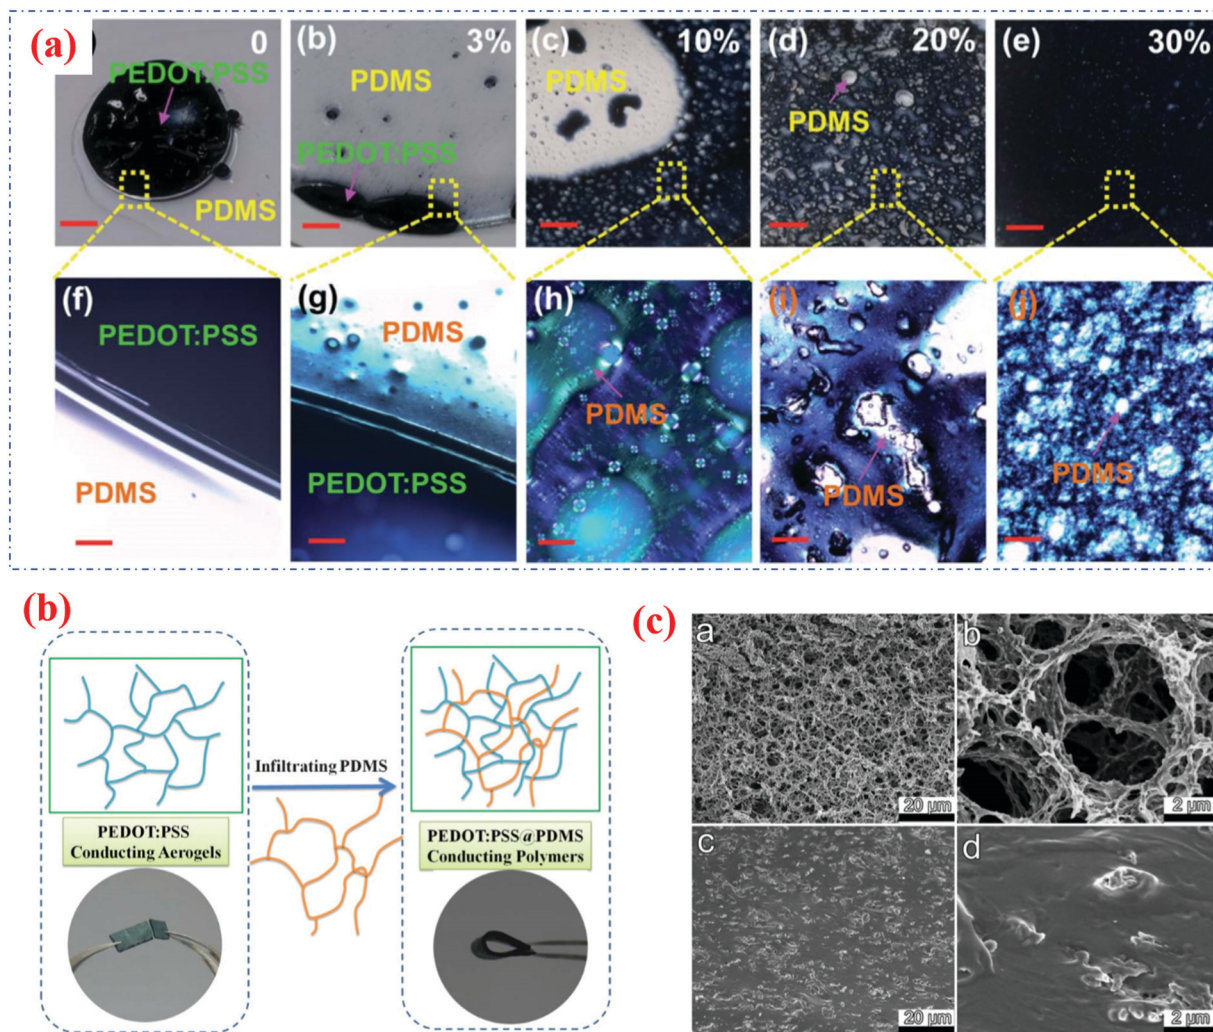 (a)
0
PEDOT:PSS
PDMS
(b)
3%
PDMS
PEDOT:PSS
(c)
10%
PDMS
(d)
20%
PDMS
(e)
30%
(f)
PEDOT:PSS
PDMS
(g)
PDMS
PEDOT:PSS
(h)
PDMS
(i)
PDMS
(j)
PDMS
(b)
PEDOT:PSS
Conducting Aerogels
Infiltrating PDMS
PEDOT:PSS@PDMS
Conducting Polymers
(c)
a
20 µm
b
2 µm
c
20 µm
d
2 µm